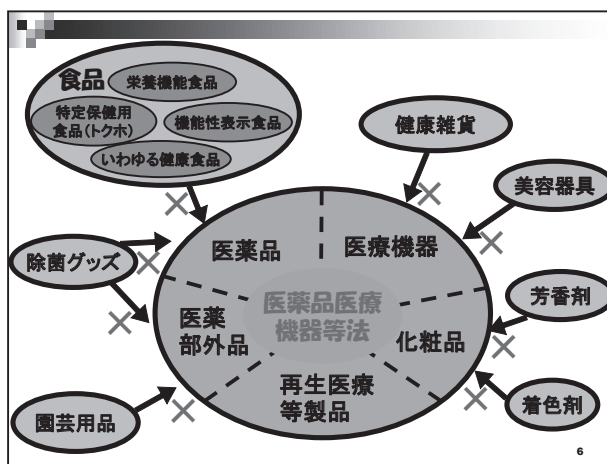 食品
栄養機能食品
特定保健用
食品(トクホ)
機能性表示食品
いわゆる健康食品
健康雑貨
美容器具
除菌グッズ
医薬品
医療機器
芳香剤
医薬品医療
機器等法
医薬
部外品
化粧品
再生医療
等製品
園芸用品
着色剤
6